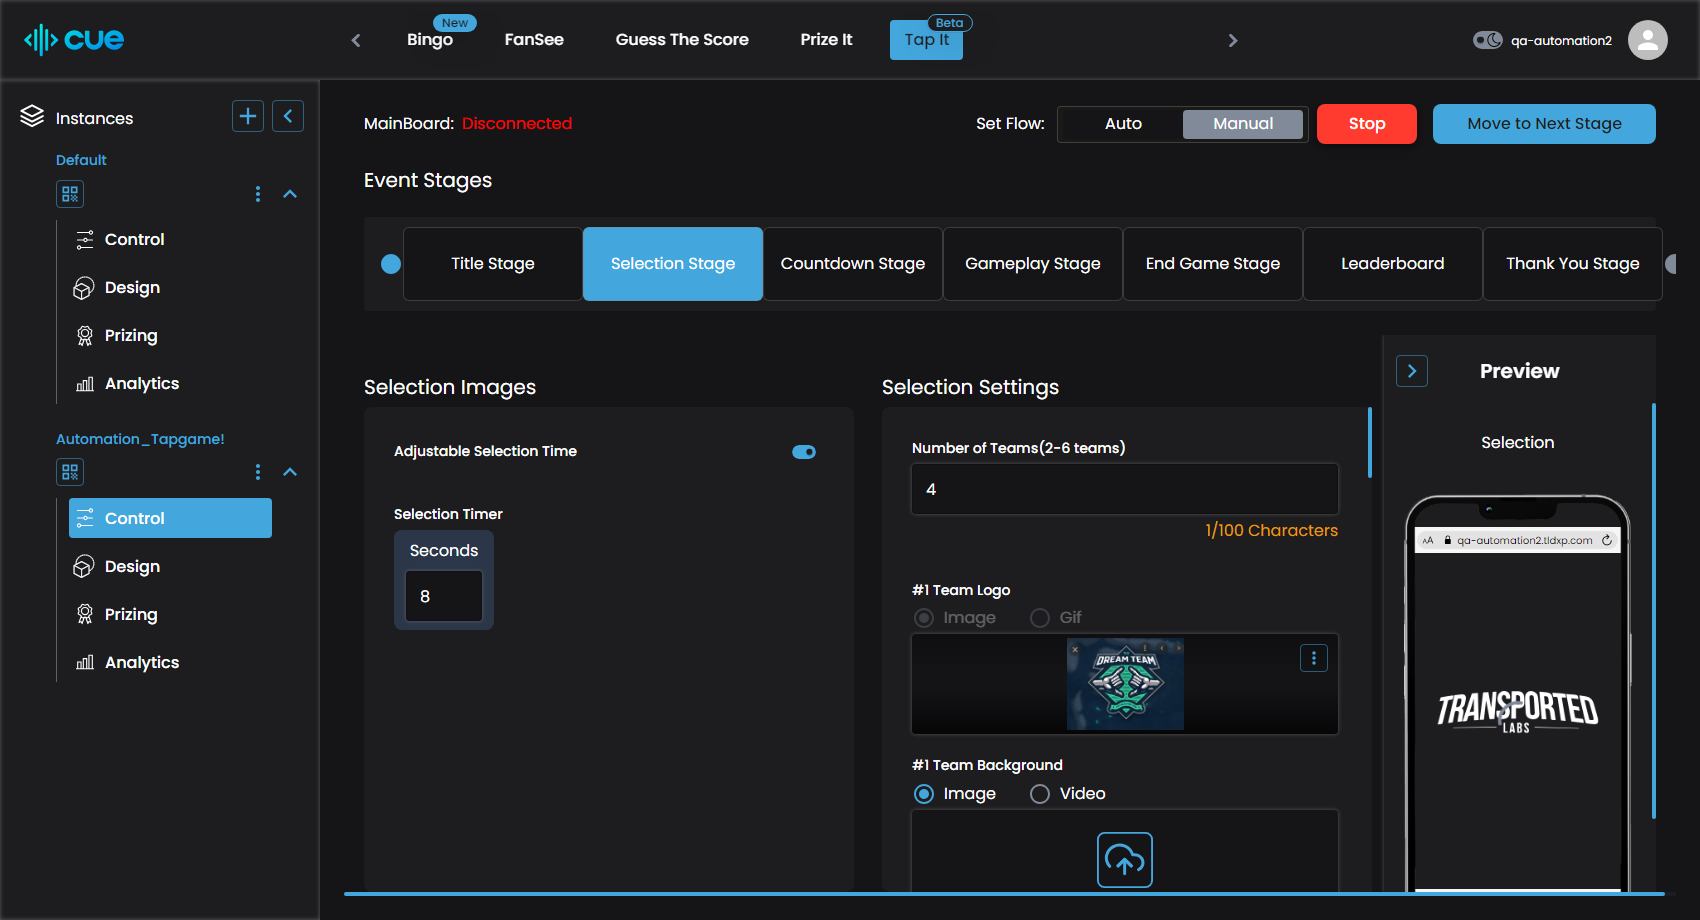 cue
New
Bingo
FanSee
Guess The Score
Prize It
Beta
Tap It
qa-automation2
Instances
Default
Control
Design
Prizing
Analytics
Automation_Tapgame!
Control
Design
Prizing
Analytics
MainBoard: Disconnected
Set Flow:
Auto
Manual
Stop
Move to Next Stage
Event Stages
Title Stage
Selection Stage
Countdown Stage
Gameplay Stage
End Game Stage
Leaderboard
Thank You Stage
Selection Images
Adjustable Selection Time
Selection Timer
Seconds
8
Selection Settings
Number of Teams(2-6 teams)
4
1/100 Characters
#1 Team Logo
Image
Gif
DREAM TEAM
#1 Team Background
Image
Video
Preview
Selection
AA
qa-automation2.tldxp.com
TRANSPORTED
LABS